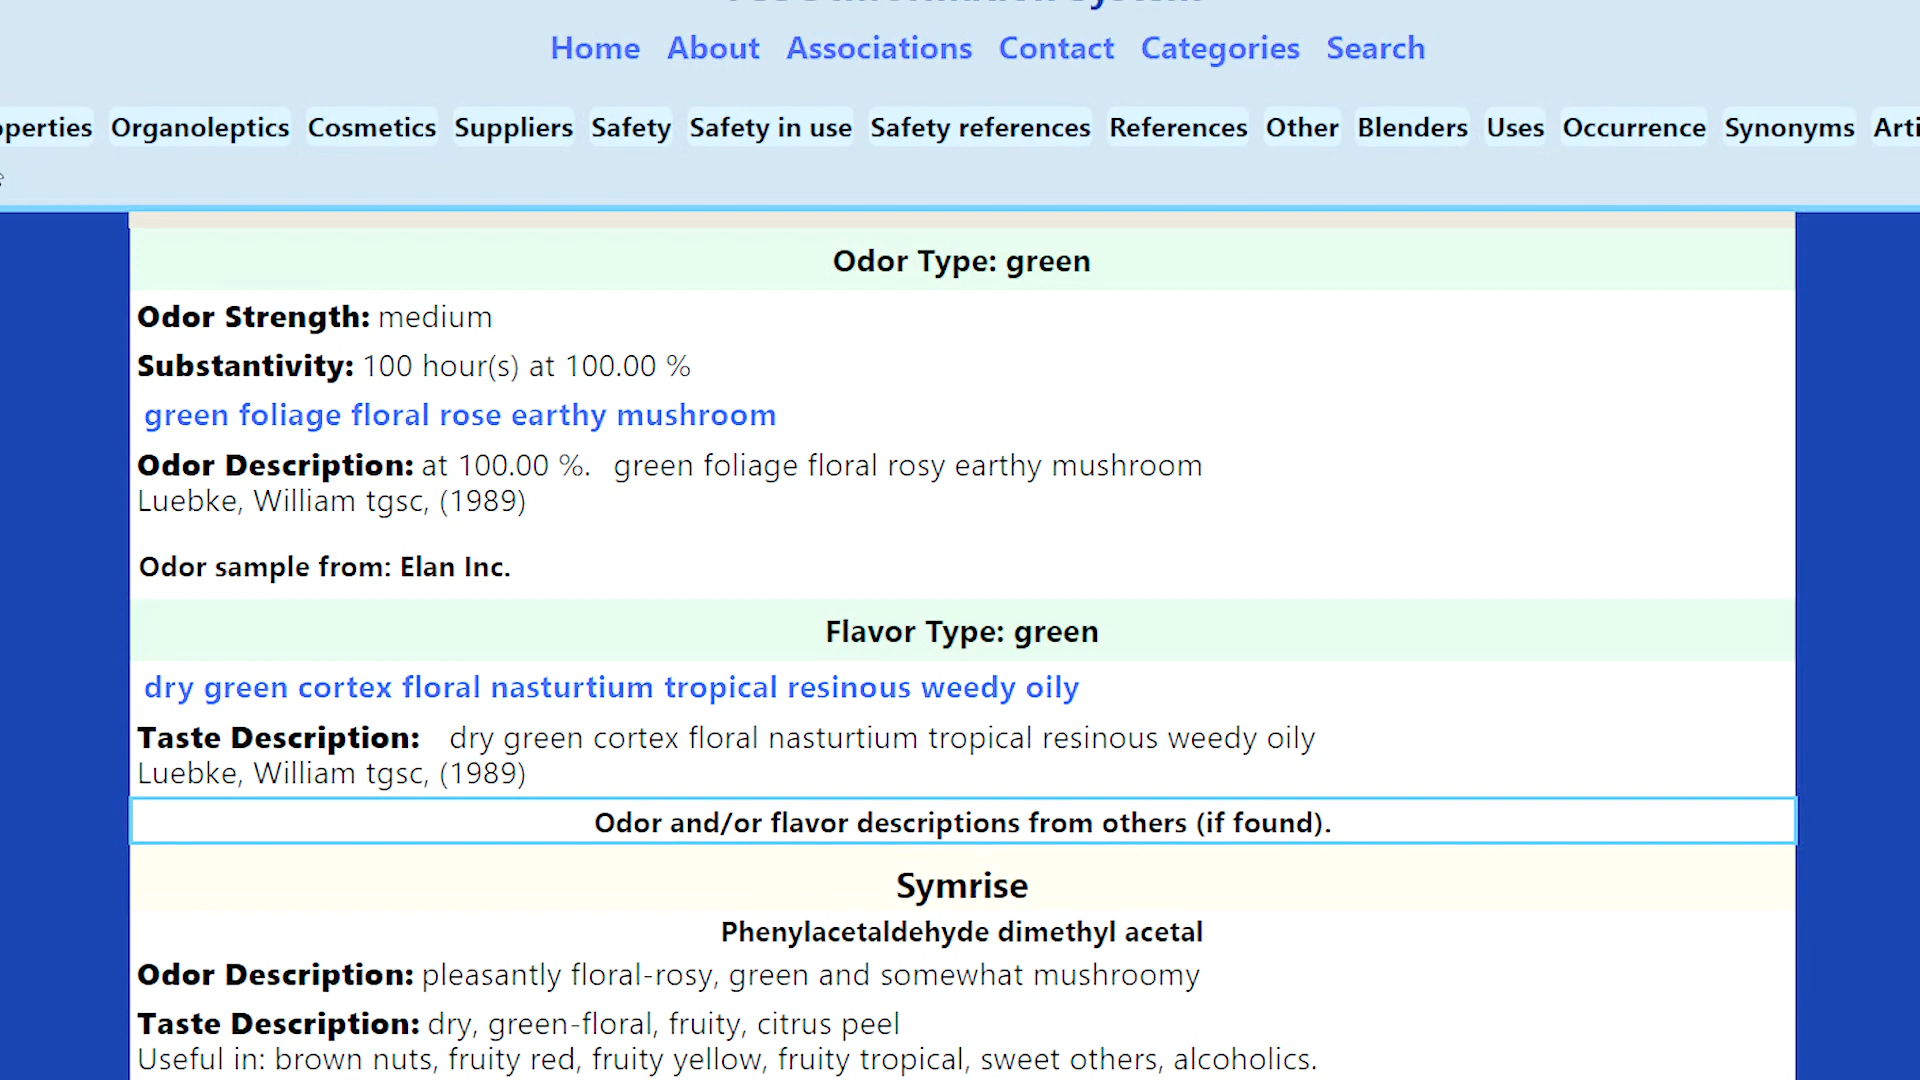 Home About Associations Contact Categories Search
Organoleptics Cosmetics Suppliers Safety Safety in use Safety references References Other Blenders Uses Occurrence Synonyms
Odor Type: green
Odor Strength: medium
Substantivity: 100 hour(s) at 100.00 %
green foliage floral rose earthy mushroom
Odor Description: at 100.00 %. green foliage floral rosy earthy mushroom
Luebke, William tgsc, (1989)
Odor sample from: Elan Inc.
Flavor Type: green
dry green cortex floral nasturtium tropical resinous weedy oily
Taste Description: dry green cortex floral nasturtium tropical resinous weedy oily
Luebke, William tgsc, (1989)
Odor and/or flavor descriptions from others (if found).
Symrise
Phenylacetaldehyde dimethyl acetal
Odor Description: pleasantly floral-rosy, green and somewhat mushroomy
Taste Description: dry, green-floral, fruity, citrus peel
Useful in: brown nuts, fruity red, fruity yellow, fruity tropical, sweet others, alcoholics.